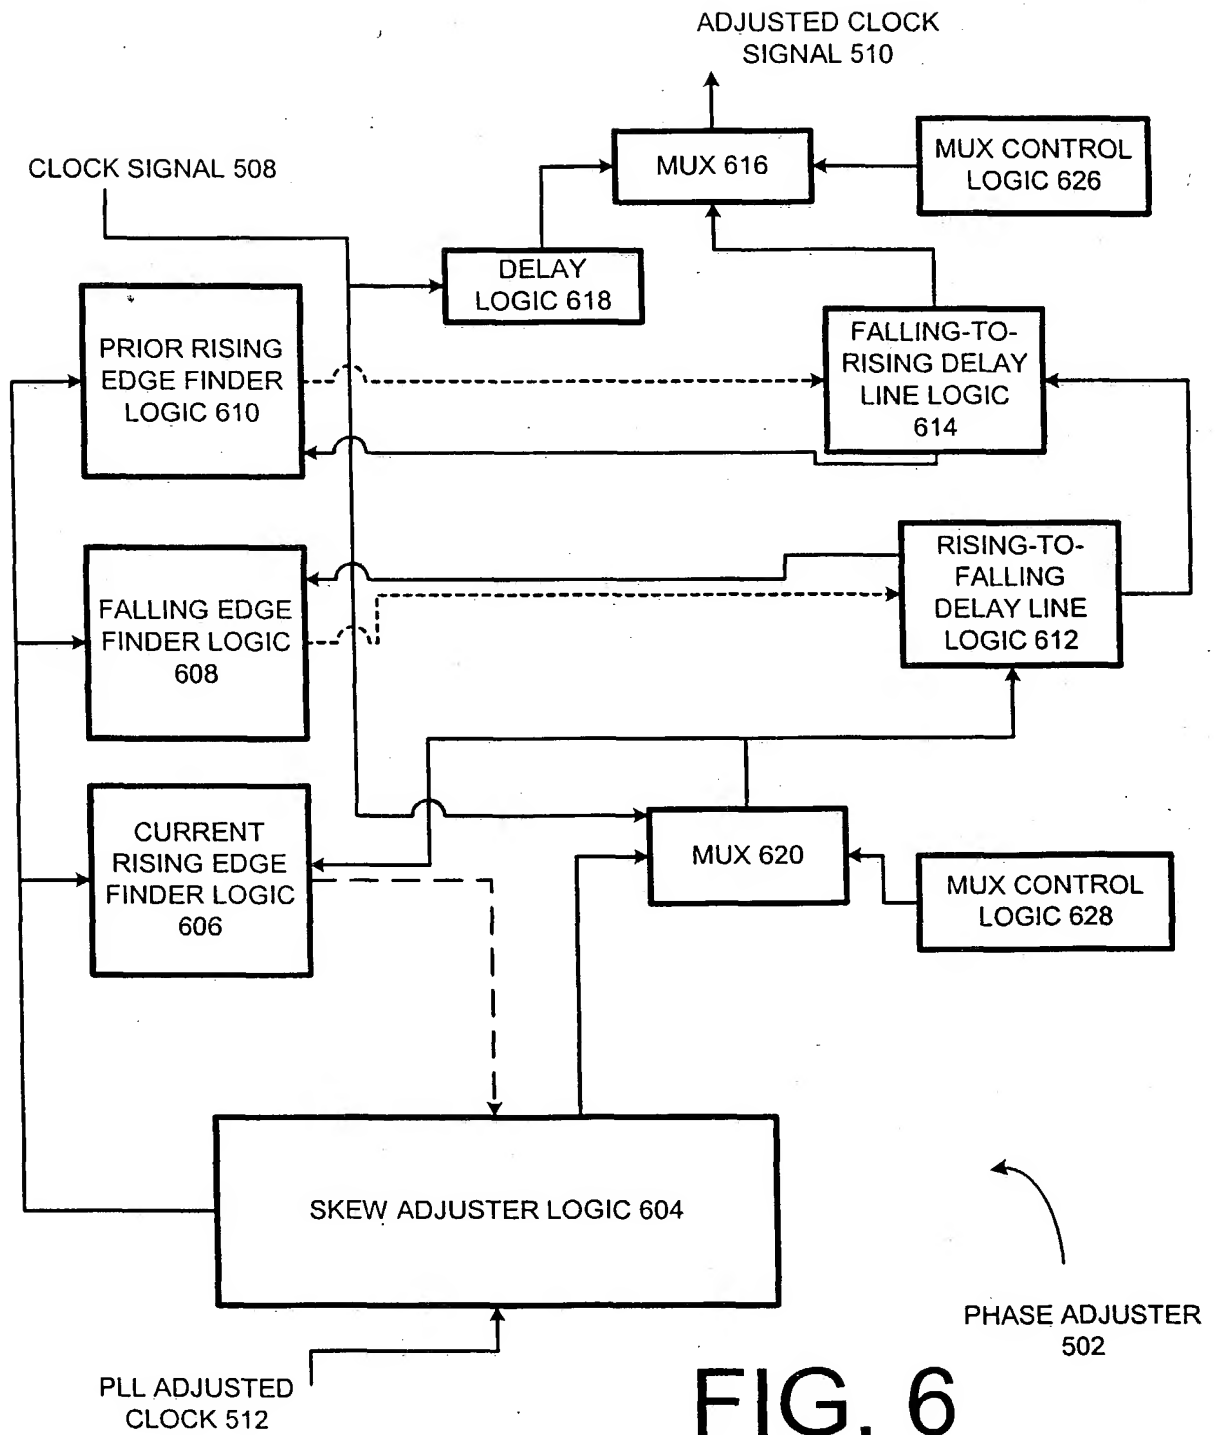 ADJUSTED CLOCK
SIGNAL 510
MUX 616
MUX CONTROL
LOGIC 626
CLOCK SIGNAL 508
DELAY
LOGIC 618
PRIOR RISING
EDGE FINDER
LOGIC 610
FALLING-TO-
RISING DELAY
LINE LOGIC
614
FALLING EDGE
FINDER LOGIC
608
RISING-TO-
FALLING
DELAY LINE
LOGIC 612
CURRENT
RISING EDGE
FINDER LOGIC
606
MUX 620
MUX CONTROL
LOGIC 628
SKEW ADJUSTER LOGIC 604
PHASE ADJUSTER
502
PLL ADJUSTED
CLOCK 512
FIG. 6